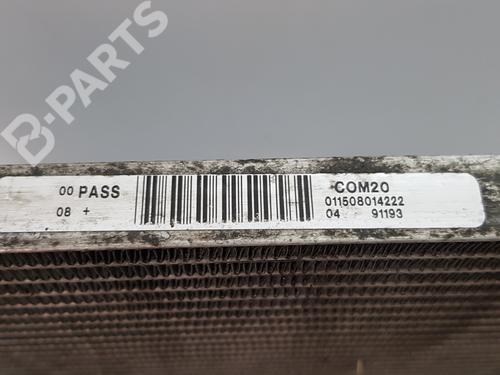 B-PARTS
00 PASS
08 +
COM20
011508014222
04 91193